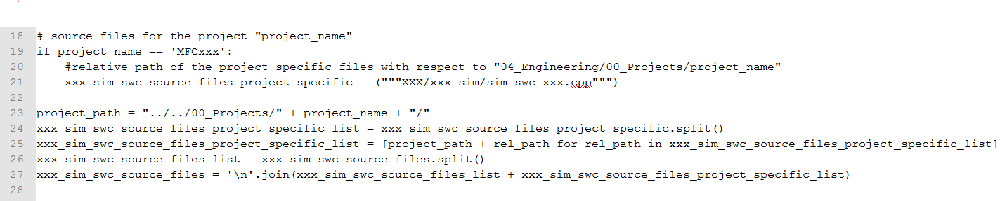 18 # source files for the project "project_name"
19 if project_name == 'MFCxxx':
20     #relative path of the project specific files with respect to "04_Engineering/00_Projects/project_name"
21     xxx_sim_swc_source_files_project_specific = ("""XXX/xxx_sim/sim_swc_xxx.cpp""")
22
23 project_path = "../../00_Projects/" + project_name + "/"
24 xxx_sim_swc_source_files_project_specific_list = xxx_sim_swc_source_files_project_specific.split()
25 xxx_sim_swc_source_files_project_specific_list = [project_path + rel_path for rel_path in xxx_sim_swc_source_files_project_specific_list]
26 xxx_sim_swc_source_files_list = xxx_sim_swc_source_files.split()
27 xxx_sim_swc_source_files = '\n'.join(xxx_sim_swc_source_files_list + xxx_sim_swc_source_files_project_specific_list)
28